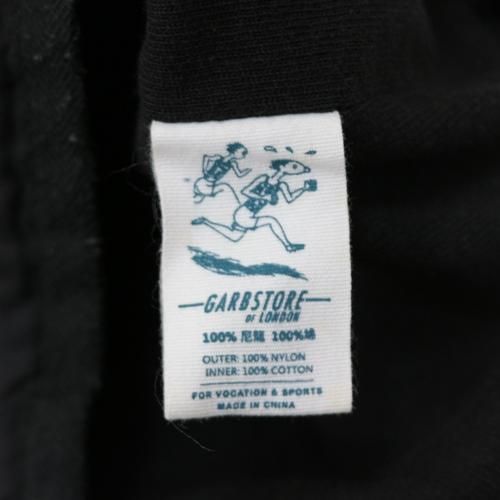 GARBSTORE
OF LONDON
100% 尼龍 100%綿
OUTER: 100% NYLON
INNER: 100% COTTON
FOR VOCATION & SPORTS
MADE IN CHINA